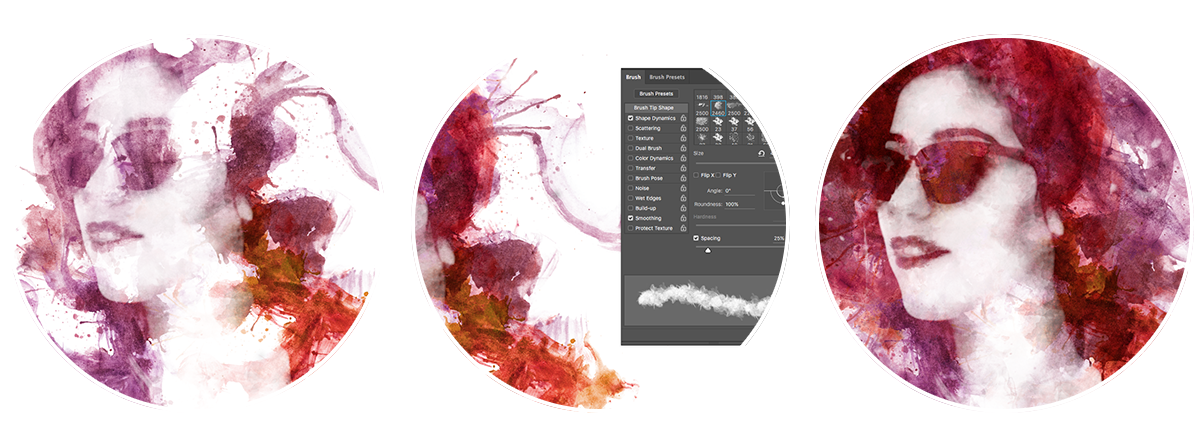 Brush Brush Presets
Brush Presets
Brush Tip Shape
Shape Dynamics
Scattering
Texture
Dual Brush
Color Dynamics
Transfer
Brush Pose
Noise
Wet Edges
Build-up
Smoothing
Protect Texture
1818 398
2500 2460 2500
2500 23 37 56
Size
Flip X Flip Y
Angle: 0°
Roundness: 100%
Hardness
Spacing 25%